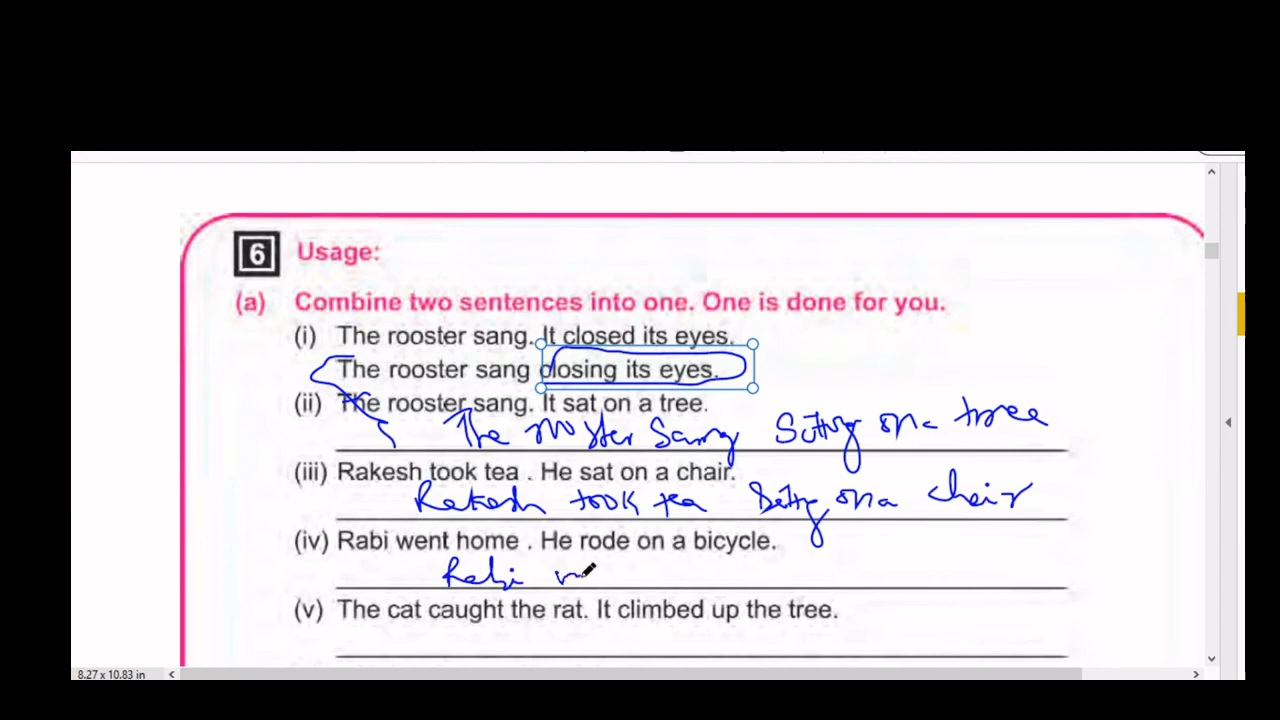 6 Usage:
(a) Combine two sentences into one. One is done for you.
(i) The rooster sang. It closed its eyes.
The rooster sang closing its eyes.
(ii) The rooster sang. It sat on a tree.
The rooster sang sitting on a tree
(iii) Rakesh took tea . He sat on a chair.
Rakesh took tea sitting on a chair
(iv) Rabi went home . He rode on a bicycle.
Rabi
(v) The cat caught the rat. It climbed up the tree.
8.27 x 10.83 in